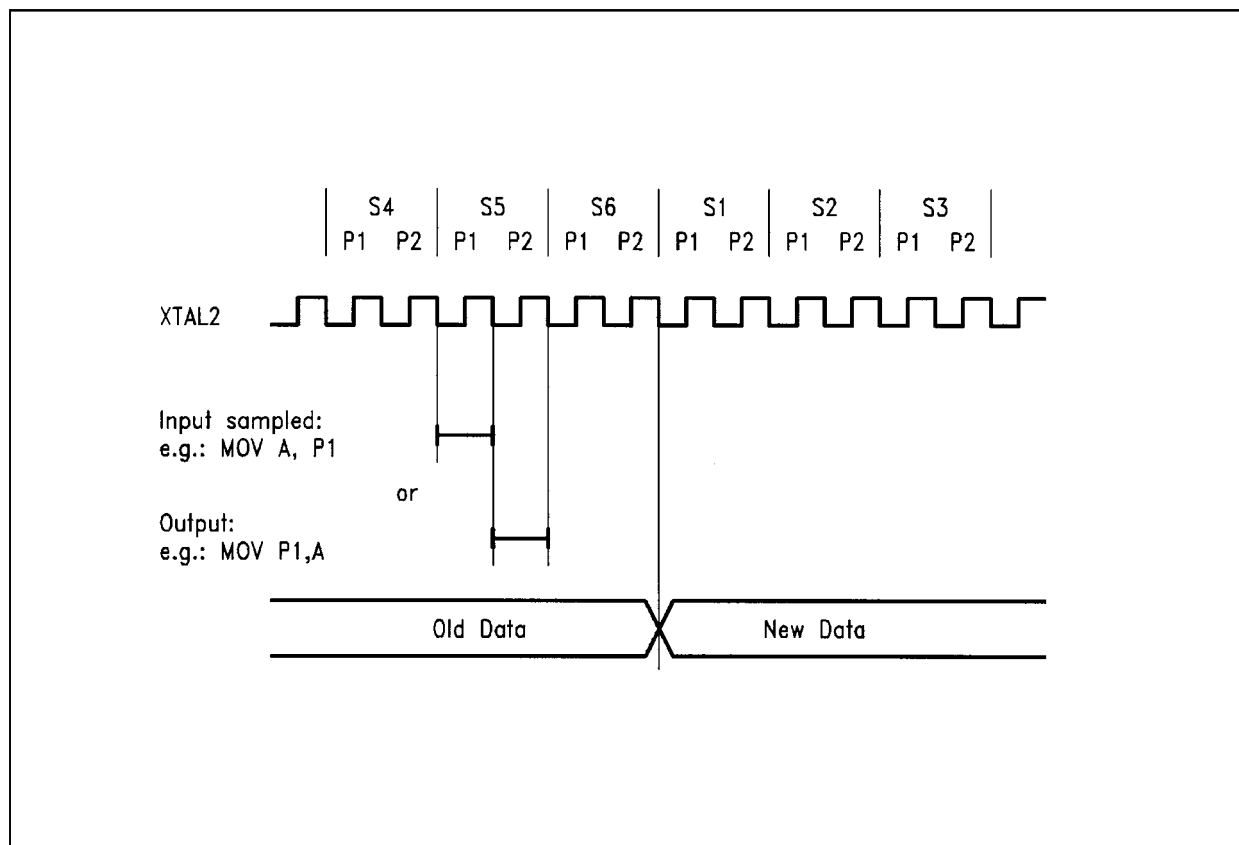 S4 S5 S6 S1 S2 S3
P1 P2 P1 P2 P1 P2 P1 P2 P1 P2 P1 P2
XTAL2
Input sampled:
e.g.: MOV A, P1
or
Output:
e.g.: MOV P1,A
Old Data New Data